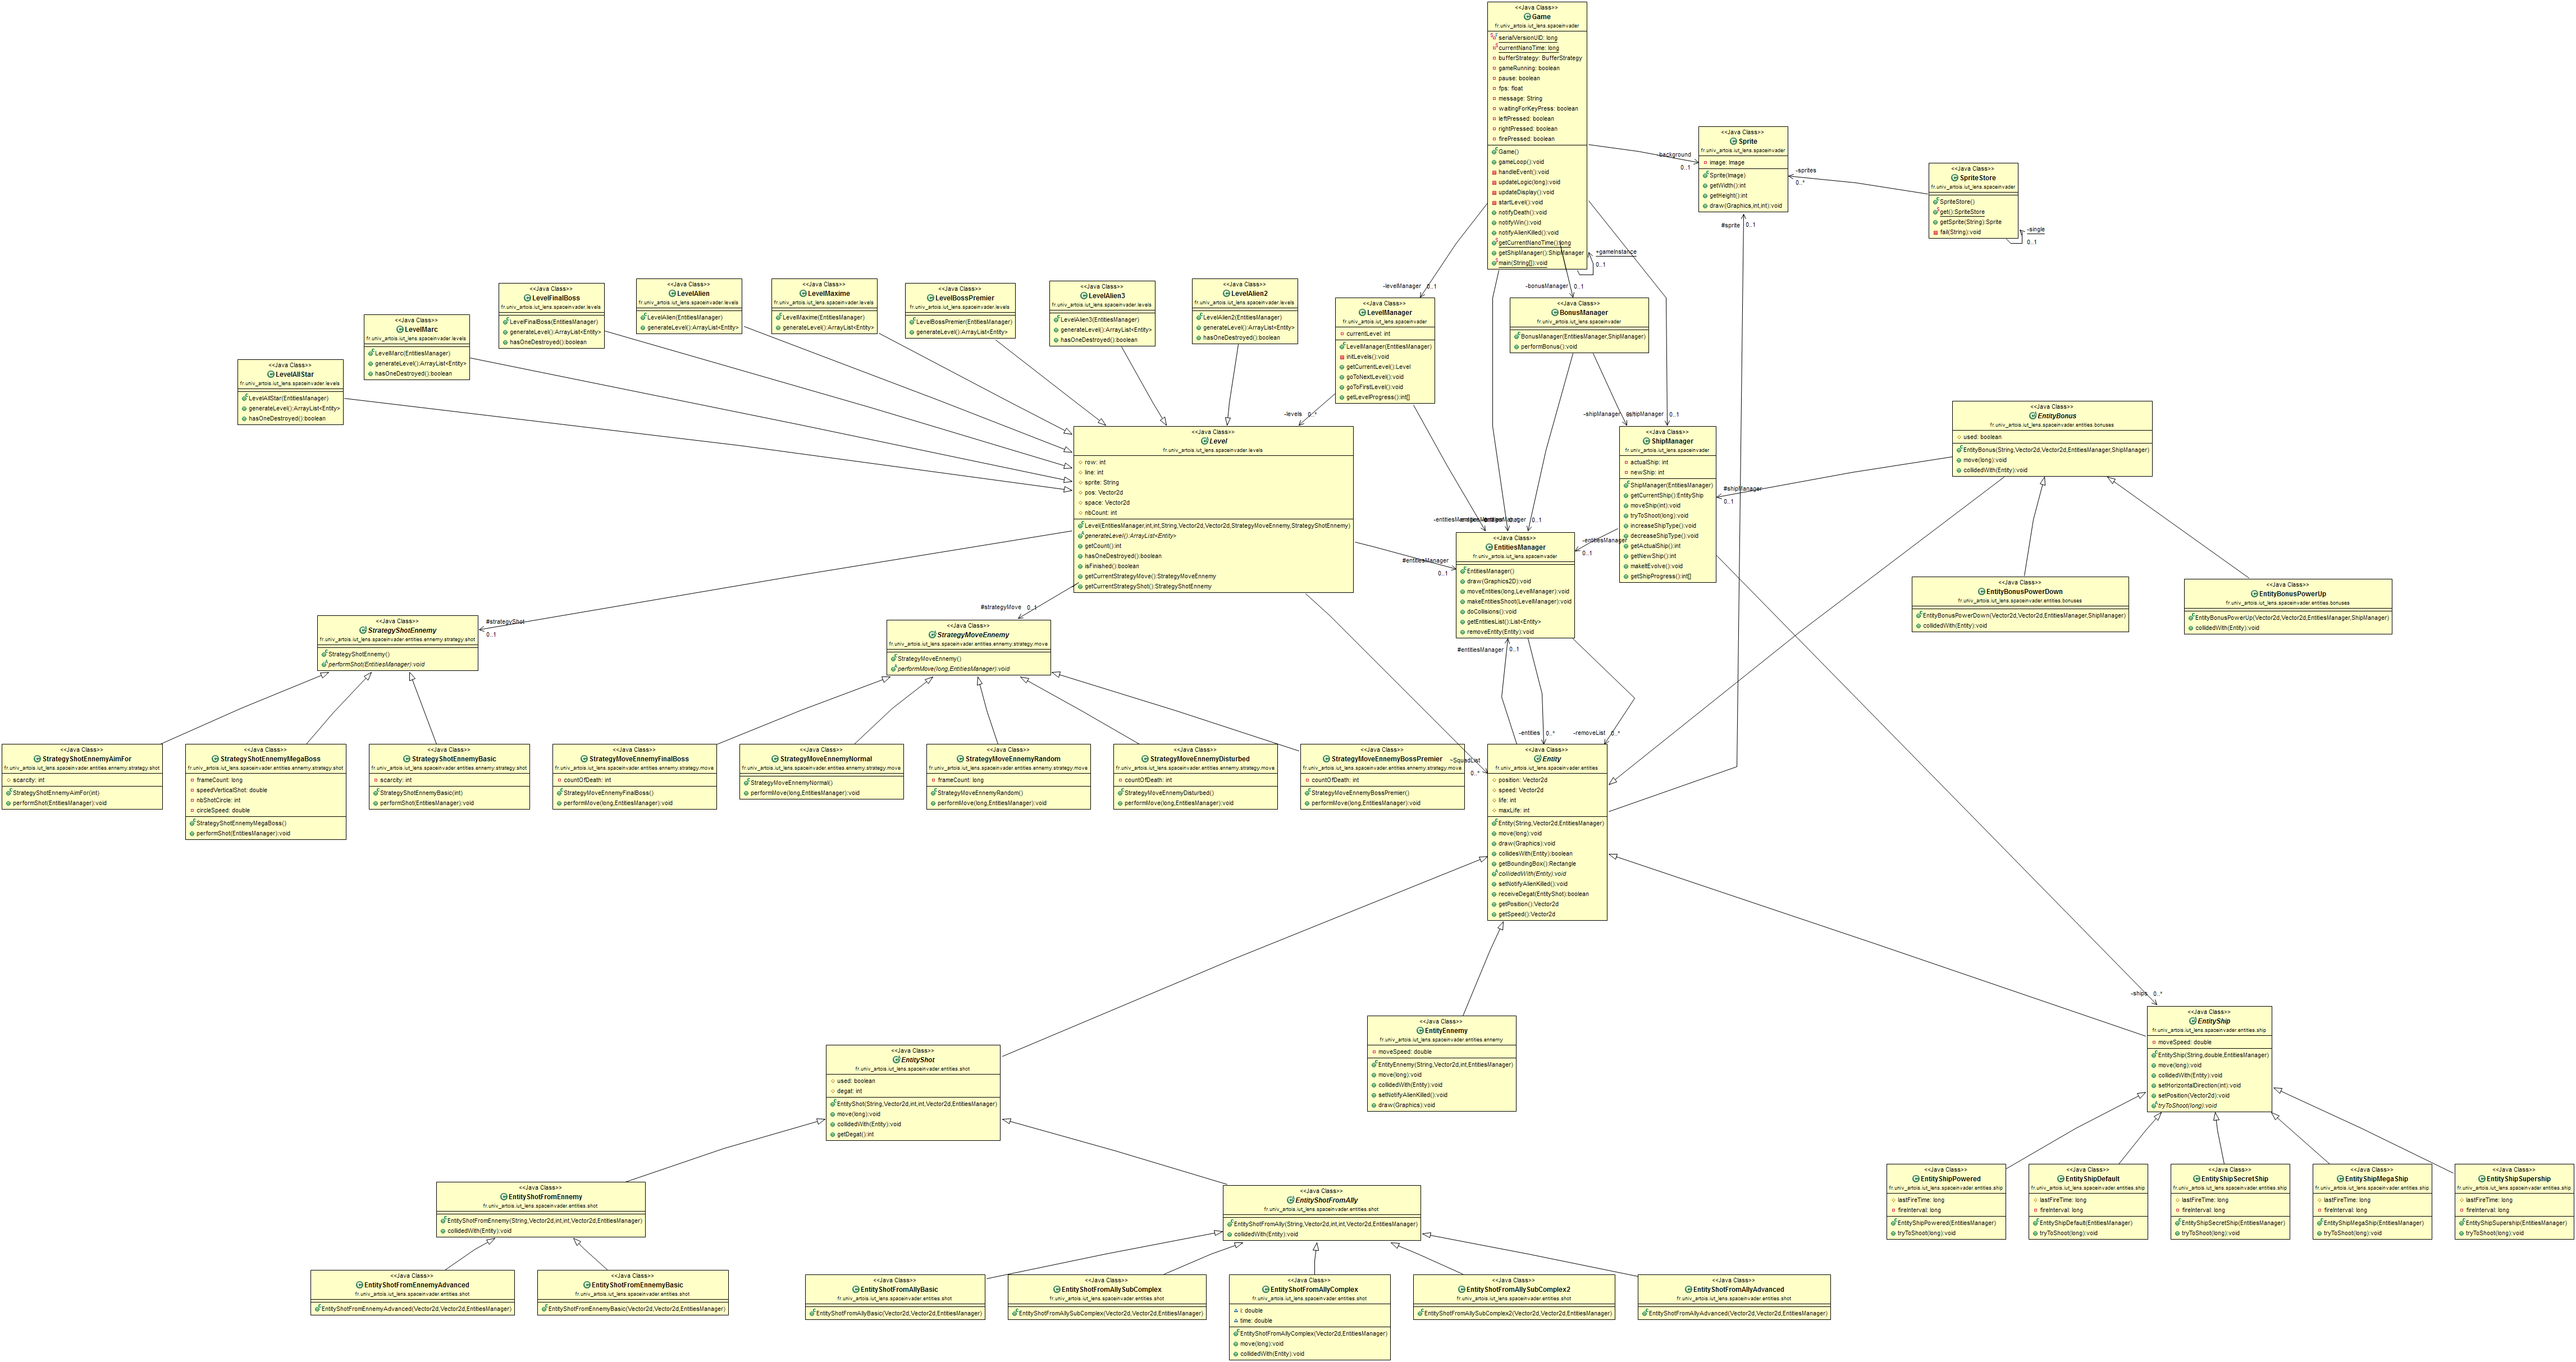 <<Java Class>>
Game
fr.univ_artois.iut_lens.spaceinvader
serialVersionUID: long
currentNanoTime: long
bufferStrategy: BufferStrategy
gameRunning: boolean
pause: boolean
fps: float
message: String
waitingForKeyPress: boolean
leftPressed: boolean
rightPressed: boolean
firePressed: boolean
Game()
gameLoop():void
handleEvent():void
updateLogic(long):void
updateDisplay():void
startLevel():void
notifyDeath():void
notifyWin():void
notifyAlienKilled():void
getCurrentNanoTime():long
getShipManager():ShipManager
main(String[]):void
background
0..1
<<Java Class>>
Sprite
fr.univ_artois.iut_lens.spaceinvader
image: Image
Sprite(Image)
getWidth():int
getHeight():int
draw(Graphics,int,int):void
-sprites
0..*
<<Java Class>>
SpriteStore
fr.univ_artois.iut_lens.spaceinvader
SpriteStore()
get():SpriteStore
getSprite(String):Sprite
fail(String):void
-single
0..1
#sprite
0..1
+gameInstance
0..1
-levelManager
0..1
-bonusManager
0..1
<<Java Class>>
LevelManager
fr.univ_artois.iut_lens.spaceinvader
currentLevel: int
LevelManager(EntitiesManager)
initLevels():void
getCurrentLevel():Level
goToNextLevel():void
goToFirstLevel():void
getLevelProgress():int[]
<<Java Class>>
BonusManager
fr.univ_artois.iut_lens.spaceinvader
BonusManager(EntitiesManager,ShipManager)
performBonus():void
<<Java Class>>
LevelAllStar
fr.univ_artois.iut_lens.spaceinvader.levels
LevelAllStar(EntitiesManager)
generateLevel():ArrayList<Entity>
hasOneDestroyed():boolean
<<Java Class>>
LevelMarc
fr.univ_artois.iut_lens.spaceinvader.levels
LevelMarc(EntitiesManager)
generateLevel():ArrayList<Entity>
hasOneDestroyed():boolean
<<Java Class>>
LevelFinalBoss
fr.univ_artois.iut_lens.spaceinvader.levels
LevelFinalBoss(EntitiesManager)
generateLevel():ArrayList<Entity>
hasOneDestroyed():boolean
<<Java Class>>
LevelAlien
fr.univ_artois.iut_lens.spaceinvader.levels
LevelAlien(EntitiesManager)
generateLevel():ArrayList<Entity>
<<Java Class>>
LevelMaxime
fr.univ_artois.iut_lens.spaceinvader.levels
LevelMaxime(EntitiesManager)
generateLevel():ArrayList<Entity>
<<Java Class>>
LevelBossPremier
fr.univ_artois.iut_lens.spaceinvader.levels
LevelBossPremier(EntitiesManager)
generateLevel():ArrayList<Entity>
<<Java Class>>
LevelAlien3
fr.univ_artois.iut_lens.spaceinvader.levels
LevelAlien3(EntitiesManager)
generateLevel():ArrayList<Entity>
hasOneDestroyed():boolean
<<Java Class>>
LevelAlien2
fr.univ_artois.iut_lens.spaceinvader.levels
LevelAlien2(EntitiesManager)
generateLevel():ArrayList<Entity>
hasOneDestroyed():boolean
-levels 0..*
-shipManager
-shipManager 0..1
<<Java Class>>
Level
fr.univ_artois.iut_lens.spaceinvader.levels
row: int
line: int
sprite: String
pos: Vector2d
space: Vector2d
nbCount: int
Level(EntitiesManager,int,int,String,Vector2d,Vector2d,StrategyMoveEnnemy,StrategyShotEnnemy)
generateLevel():ArrayList<Entity>
getCount():int
hasOneDestroyed():boolean
isFinished():boolean
getCurrentStrategyMove():StrategyMoveEnnemy
getCurrentStrategyShot():StrategyShotEnnemy
<<Java Class>>
ShipManager
fr.univ_artois.iut_lens.spaceinvader
actualShip: int
newShip: int
ShipManager(EntitiesManager)
getCurrentShip():EntityShip
moveShip(int):void
tryToShoot(long):void
increaseShipType():void
decreaseShipType():void
getActualShip():int
getNewShip():int
makeItEvolve():void
getShipProgress():int[]
<<Java Class>>
EntityBonus
fr.univ_artois.iut_lens.spaceinvader.entities.bonuses
used: boolean
EntityBonus(String,Vector2d,Vector2d,EntitiesManager,ShipManager)
move(long):void
collidedWith(Entity):void
#shipManager
0..1
0..1
-entitiesManager
0..1
#entitiesManager
0..1
<<Java Class>>
EntitiesManager
fr.univ_artois.iut_lens.spaceinvader
EntitiesManager()
draw(Graphics2D):void
moveEntities(long,LevelManager):void
makeEntitiesShoot(LevelManager):void
doCollisions():void
getEntitiesList():List<Entity>
removeEntity(Entity):void
<<Java Class>>
EntityBonusPowerDown
fr.univ_artois.iut_lens.spaceinvader.entities.bonuses
EntityBonusPowerDown(Vector2d,Vector2d,EntitiesManager,ShipManager)
collidedWith(Entity):void
<<Java Class>>
EntityBonusPowerUp
fr.univ_artois.iut_lens.spaceinvader.entities.bonuses
EntityBonusPowerUp(Vector2d,Vector2d,EntitiesManager,ShipManager)
collidedWith(Entity):void
#strategyShot
0..1
#strategyMove 0..1
#entitiesManager 0..1
<<Java Class>>
StrategyShotEnnemy
fr.univ_artois.iut_lens.spaceinvader.entities.ennemy.strategy.shot
StrategyShotEnnemy()
performShot(EntitiesManager):void
<<Java Class>>
StrategyMoveEnnemy
fr.univ_artois.iut_lens.spaceinvader.entities.ennemy.strategy.move
StrategyMoveEnnemy()
performMove(long,EntitiesManager):void
<<Java Class>>
StrategyShotEnnemyAimFor
fr.univ_artois.iut_lens.spaceinvader.entities.ennemy.strategy.shot
scarcity: int
StrategyShotEnnemyAimFor(int)
performShot(EntitiesManager):void
<<Java Class>>
StrategyShotEnnemyMegaBoss
fr.univ_artois.iut_lens.spaceinvader.entities.ennemy.strategy.shot
frameCount: long
speedVerticalShot: double
nbShotCircle: int
circleSpeed: double
StrategyShotEnnemyMegaBoss()
performShot(EntitiesManager):void
<<Java Class>>
StrategyShotEnnemyBasic
fr.univ_artois.iut_lens.spaceinvader.entities.ennemy.strategy.shot
scarcity: int
StrategyShotEnnemyBasic(int)
performShot(EntitiesManager):void
<<Java Class>>
StrategyMoveEnnemyFinalBoss
fr.univ_artois.iut_lens.spaceinvader.entities.ennemy.strategy.move
countOfDeath: int
StrategyMoveEnnemyFinalBoss()
performMove(long,EntitiesManager):void
<<Java Class>>
StrategyMoveEnnemyNormal
fr.univ_artois.iut_lens.spaceinvader.entities.ennemy.strategy.move
StrategyMoveEnnemyNormal()
performMove(long,EntitiesManager):void
<<Java Class>>
StrategyMoveEnnemyRandom
fr.univ_artois.iut_lens.spaceinvader.entities.ennemy.strategy.move
frameCount: long
StrategyMoveEnnemyRandom()
performMove(long,EntitiesManager):void
<<Java Class>>
StrategyMoveEnnemyDisturbed
fr.univ_artois.iut_lens.spaceinvader.entities.ennemy.strategy.move
countOfDeath: int
StrategyMoveEnnemyDisturbed()
performMove(long,EntitiesManager):void
<<Java Class>>
StrategyMoveEnnemyBossPremier
fr.univ_artois.iut_lens.spaceinvader.entities.ennemy.strategy.move
countOfDeath: int
StrategyMoveEnnemyBossPremier()
performMove(long,EntitiesManager):void
-entities 0..*
-removeList 0..*
~SquadList
0..*
<<Java Class>>
Entity
fr.univ_artois.iut_lens.spaceinvader.entities
position: Vector2d
speed: Vector2d
life: int
maxLife: int
Entity(String,Vector2d,EntitiesManager)
move(long):void
draw(Graphics):void
collidesWith(Entity):boolean
getBoundingBox():Rectangle
collidedWith(Entity):void
setNotifyAlienKilled():void
receiveDegat(EntityShot):boolean
getPosition():Vector2d
getSpeed():Vector2d
-ships 0..*
<<Java Class>>
EntityShip
fr.univ_artois.iut_lens.spaceinvader.entities.ship
moveSpeed: double
EntityShip(String,double,EntitiesManager)
move(long):void
collidedWith(Entity):void
setHorizontalDirection(int):void
setPosition(Vector2d):void
tryToShoot(long):void
<<Java Class>>
EntityEnnemy
fr.univ_artois.iut_lens.spaceinvader.entities.ennemy
moveSpeed: double
EntityEnnemy(String,Vector2d,int,EntitiesManager)
move(long):void
collidedWith(Entity):void
setNotifyAlienKilled():void
draw(Graphics):void
<<Java Class>>
EntityShot
fr.univ_artois.iut_lens.spaceinvader.entities.shot
used: boolean
degat: int
EntityShot(String,Vector2d,int,int,Vector2d,EntitiesManager)
move(long):void
collidedWith(Entity):void
getDegat():int
<<Java Class>>
EntityShipPowered
fr.univ_artois.iut_lens.spaceinvader.entities.ship
lastFireTime: long
fireInterval: long
EntityShipPowered(EntitiesManager)
tryToShoot(long):void
<<Java Class>>
EntityShipDefault
fr.univ_artois.iut_lens.spaceinvader.entities.ship
lastFireTime: long
fireInterval: long
EntityShipDefault(EntitiesManager)
tryToShoot(long):void
<<Java Class>>
EntityShipSecretShip
fr.univ_artois.iut_lens.spaceinvader.entities.ship
lastFireTime: long
fireInterval: long
EntityShipSecretShip(EntitiesManager)
tryToShoot(long):void
<<Java Class>>
EntityShipMegaShip
fr.univ_artois.iut_lens.spaceinvader.entities.ship
lastFireTime: long
fireInterval: long
EntityShipMegaShip(EntitiesManager)
tryToShoot(long):void
<<Java Class>>
EntityShipSupership
fr.univ_artois.iut_lens.spaceinvader.entities.ship
lastFireTime: long
fireInterval: long
EntityShipSupership(EntitiesManager)
tryToShoot(long):void
<<Java Class>>
EntityShotFromEnnemy
fr.univ_artois.iut_lens.spaceinvader.entities.shot
EntityShotFromEnnemy(String,Vector2d,int,int,Vector2d,EntitiesManager)
collidedWith(Entity):void
<<Java Class>>
EntityShotFromAlly
fr.univ_artois.iut_lens.spaceinvader.entities.shot
EntityShotFromAlly(String,Vector2d,int,int,Vector2d,EntitiesManager)
collidedWith(Entity):void
<<Java Class>>
EntityShotFromEnnemyAdvanced
fr.univ_artois.iut_lens.spaceinvader.entities.shot
EntityShotFromEnnemyAdvanced(Vector2d,Vector2d,EntitiesManager)
<<Java Class>>
EntityShotFromEnnemyBasic
fr.univ_artois.iut_lens.spaceinvader.entities.shot
EntityShotFromEnnemyBasic(Vector2d,Vector2d,EntitiesManager)
<<Java Class>>
EntityShotFromAllyBasic
fr.univ_artois.iut_lens.spaceinvader.entities.shot
EntityShotFromAllyBasic(Vector2d,Vector2d,EntitiesManager)
<<Java Class>>
EntityShotFromAllySubComplex
fr.univ_artois.iut_lens.spaceinvader.entities.shot
EntityShotFromAllySubComplex(Vector2d,Vector2d,EntitiesManager)
<<Java Class>>
EntityShotFromAllyComplex
fr.univ_artois.iut_lens.spaceinvader.entities.shot
i: double
time: double
EntityShotFromAllyComplex(Vector2d,Vector2d,EntitiesManager)
move(long):void
collidedWith(Entity):void
<<Java Class>>
EntityShotFromAllySubComplex2
fr.univ_artois.iut_lens.spaceinvader.entities.shot
EntityShotFromAllySubComplex2(Vector2d,Vector2d,EntitiesManager)
<<Java Class>>
EntityShotFromAllyAdvanced
fr.univ_artois.iut_lens.spaceinvader.entities.shot
EntityShotFromAllyAdvanced(Vector2d,Vector2d,EntitiesManager)